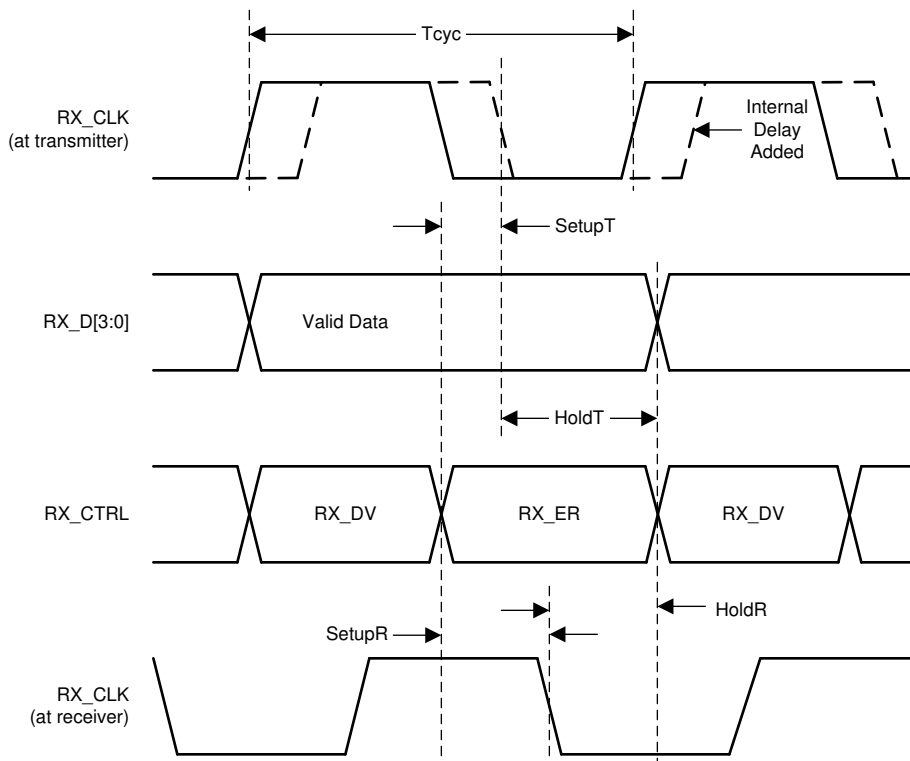 Tcyc
RX_CLK
(at transmitter)
Internal
Delay
Added
SetupT
RX_D[3:0]
Valid Data
HoldT
RX_CTRL
RX_DV
RX_ER
RX_DV
HoldR
SetupR
RX_CLK
(at receiver)